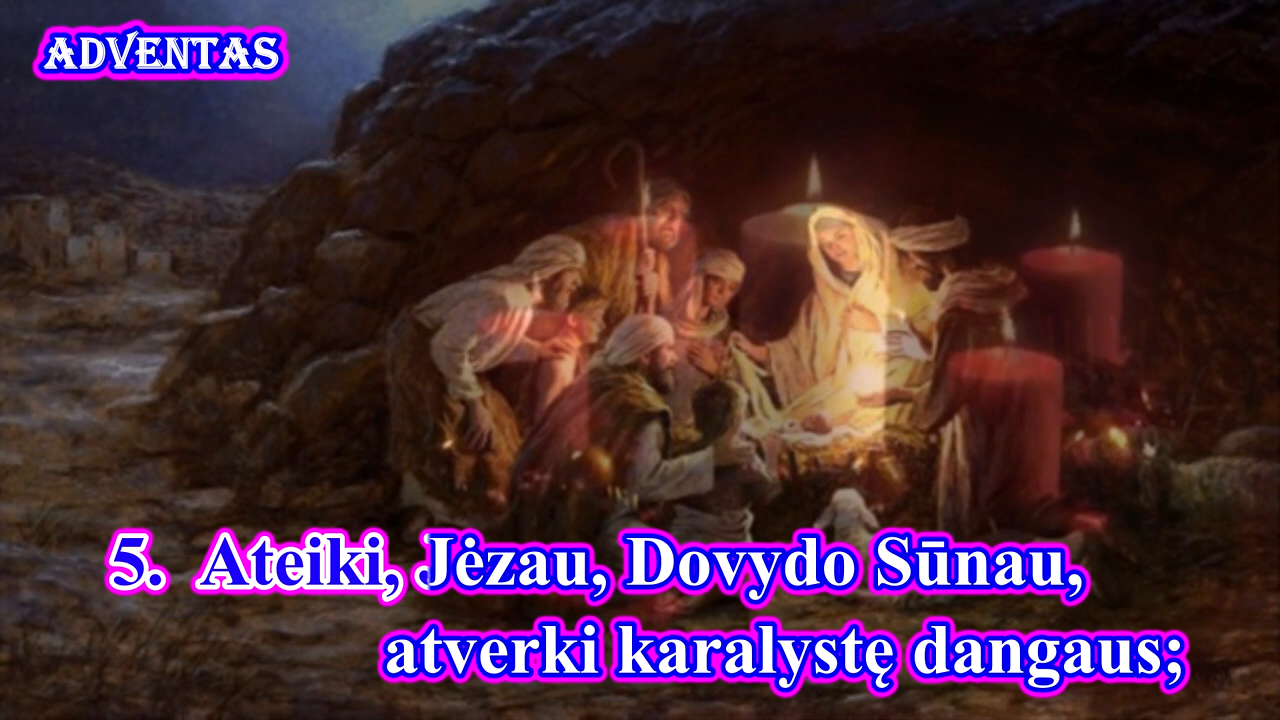 ADVENTAS
5. Ateiki, Jėzau, Dovydo Sūnau,
atverki karalystę dangaus;